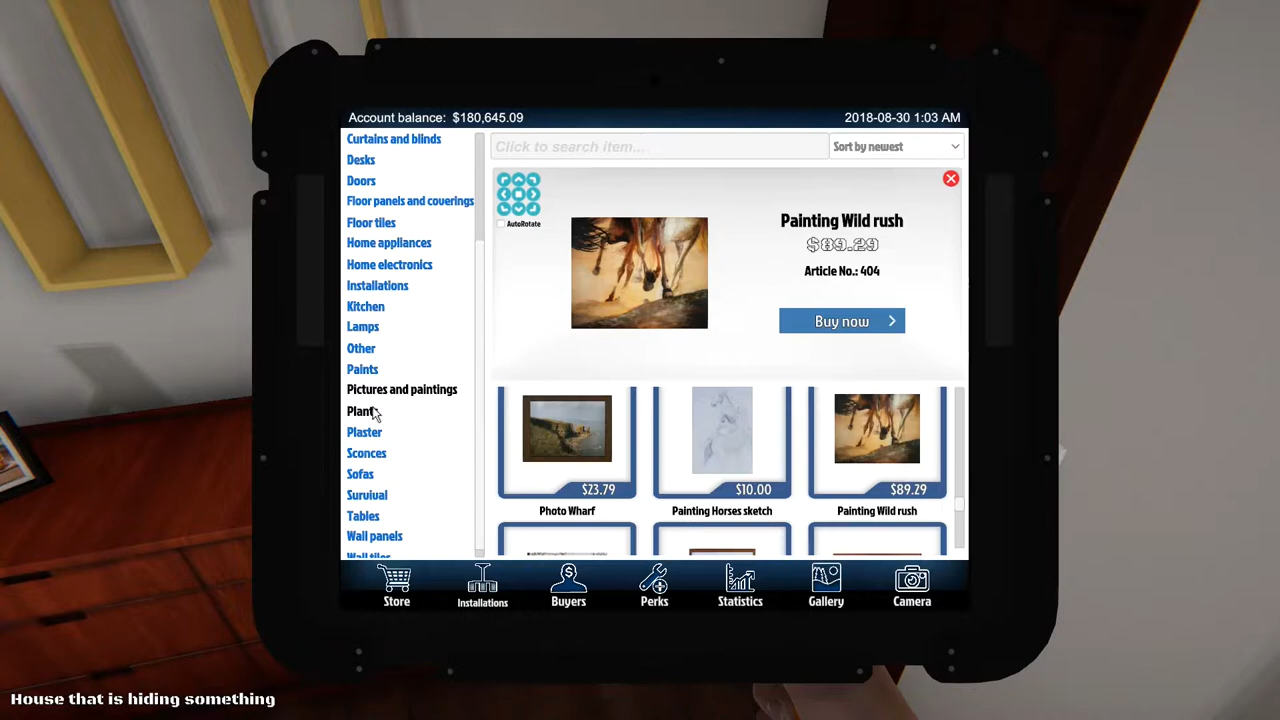 Account balance: $180,645.09
2018-08-30 1:03 AM
Curtains and blinds
Desks
Doors
Floor panels and coverings
Floor tiles
Home appliances
Home electronics
Installations
Kitchen
Lamps
Other
Paints
Pictures and paintings
Plaster
Sconces
Sofas
Survival
Tables
Wall panels
Wall tiles
Click to search item...
Sort by newest
AutoRotate
Painting Wild rush
$89.29
Article No.: 404
Buy now
$23.79
$10.00
$89.29
Photo Wharf
Painting Horses sketch
Painting Wild rush
Store
Installations
Buyers
Perks
Statistics
Gallery
Camera
House that is hiding something